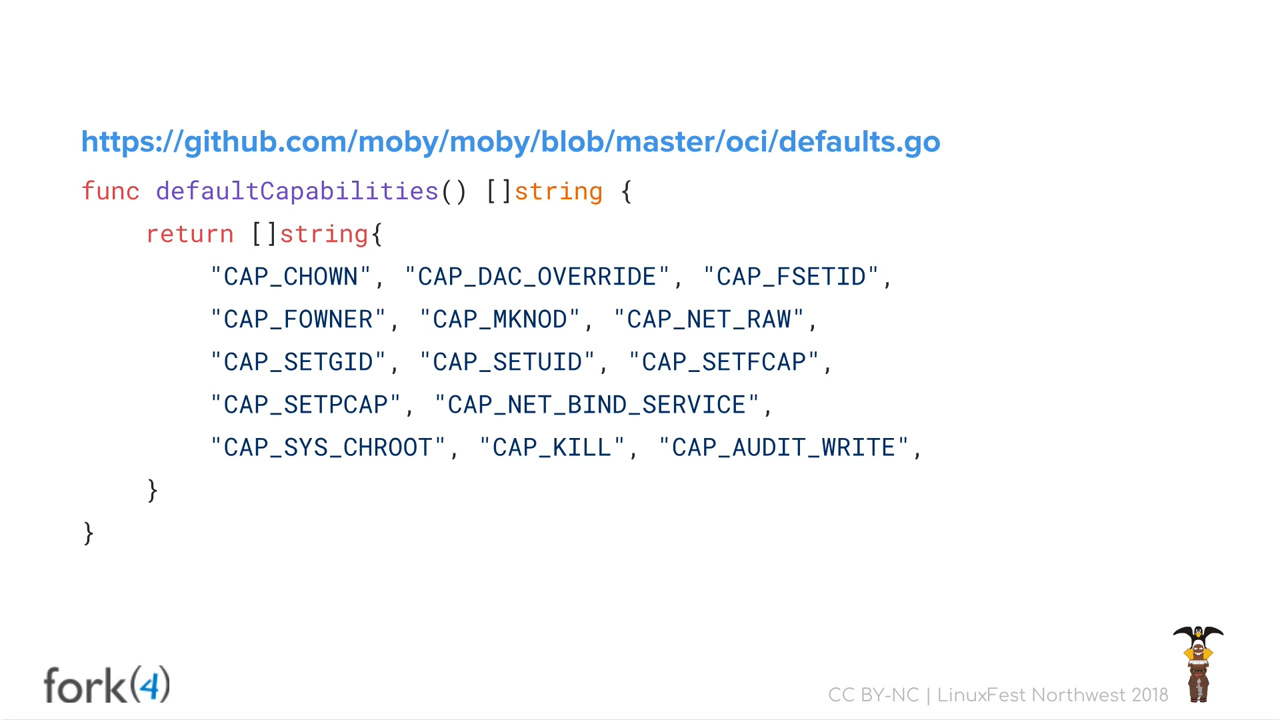 https://github.com/moby/moby/blob/master/oci/defaults.go
func defaultCapabilities() []string {
return []string{
"CAP_CHOWN", "CAP_DAC_OVERRIDE", "CAP_FSETID",
"CAP_FOWNER", "CAP_MKNOD", "CAP_NET_RAW",
"CAP_SETGID", "CAP_SETUID", "CAP_SETFCAP",
"CAP_SETPCAP", "CAP_NET_BIND_SERVICE",
"CAP_SYS_CHROOT", "CAP_KILL", "CAP_AUDIT_WRITE",
}
}
fork(4)
CC BY-NC | LinuxFest Northwest 2018